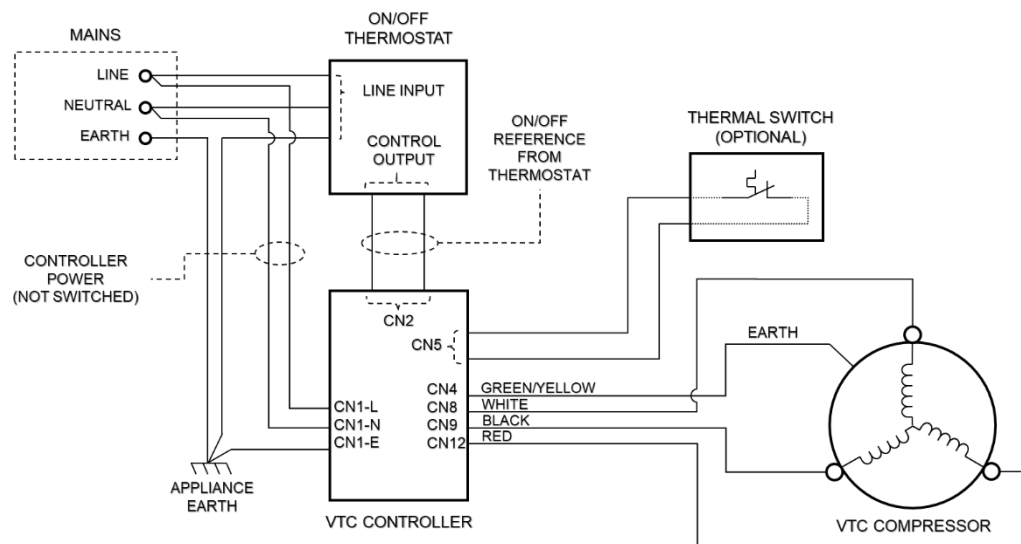 MAINS
LINE
NEUTRAL
EARTH
ON/OFF
THERMOSTAT
LINE INPUT
CONTROL
OUTPUT
ON/OFF
REFERENCE
FROM
THERMOSTAT
THERMAL SWITCH
(OPTIONAL)
CONTROLLER
POWER
(NOT SWITCHED)
CN2
CN5
EARTH
CN4
GREEN/YELLOW
CN1-L
CN8
WHITE
CN1-N
CN9
BLACK
CN1-E
CN12
RED
APPLIANCE
EARTH
VTC CONTROLLER
VTC COMPRESSOR